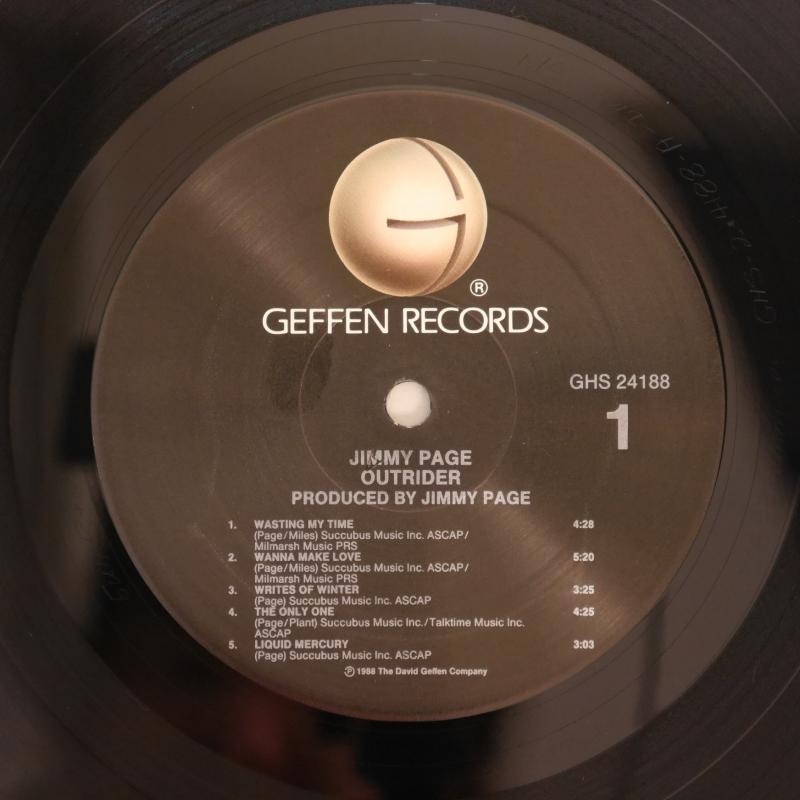 ®
GEFFEN RECORDS
GHS 24188
1
JIMMY PAGE
OUTRIDER
PRODUCED BY JIMMY PAGE
1. WASTING MY TIME 4:28
(Page/Miles) Succubus Music Inc. ASCAP/
Milmarsh Music PRS
2. WANNA MAKE LOVE 5:20
(Page/Miles) Succubus Music Inc. ASCAP/
Milmarsh Music PRS
3. WRITES OF WINTER 3:25
(Page) Succubus Music Inc. ASCAP
4. THE ONLY ONE 4:25
(Page/Plant) Succubus Music Inc./Talktime Music Inc.
ASCAP
5. LIQUID MERCURY 3:03
(Page) Succubus Music Inc. ASCAP
℗ 1988 The David Geffen Company